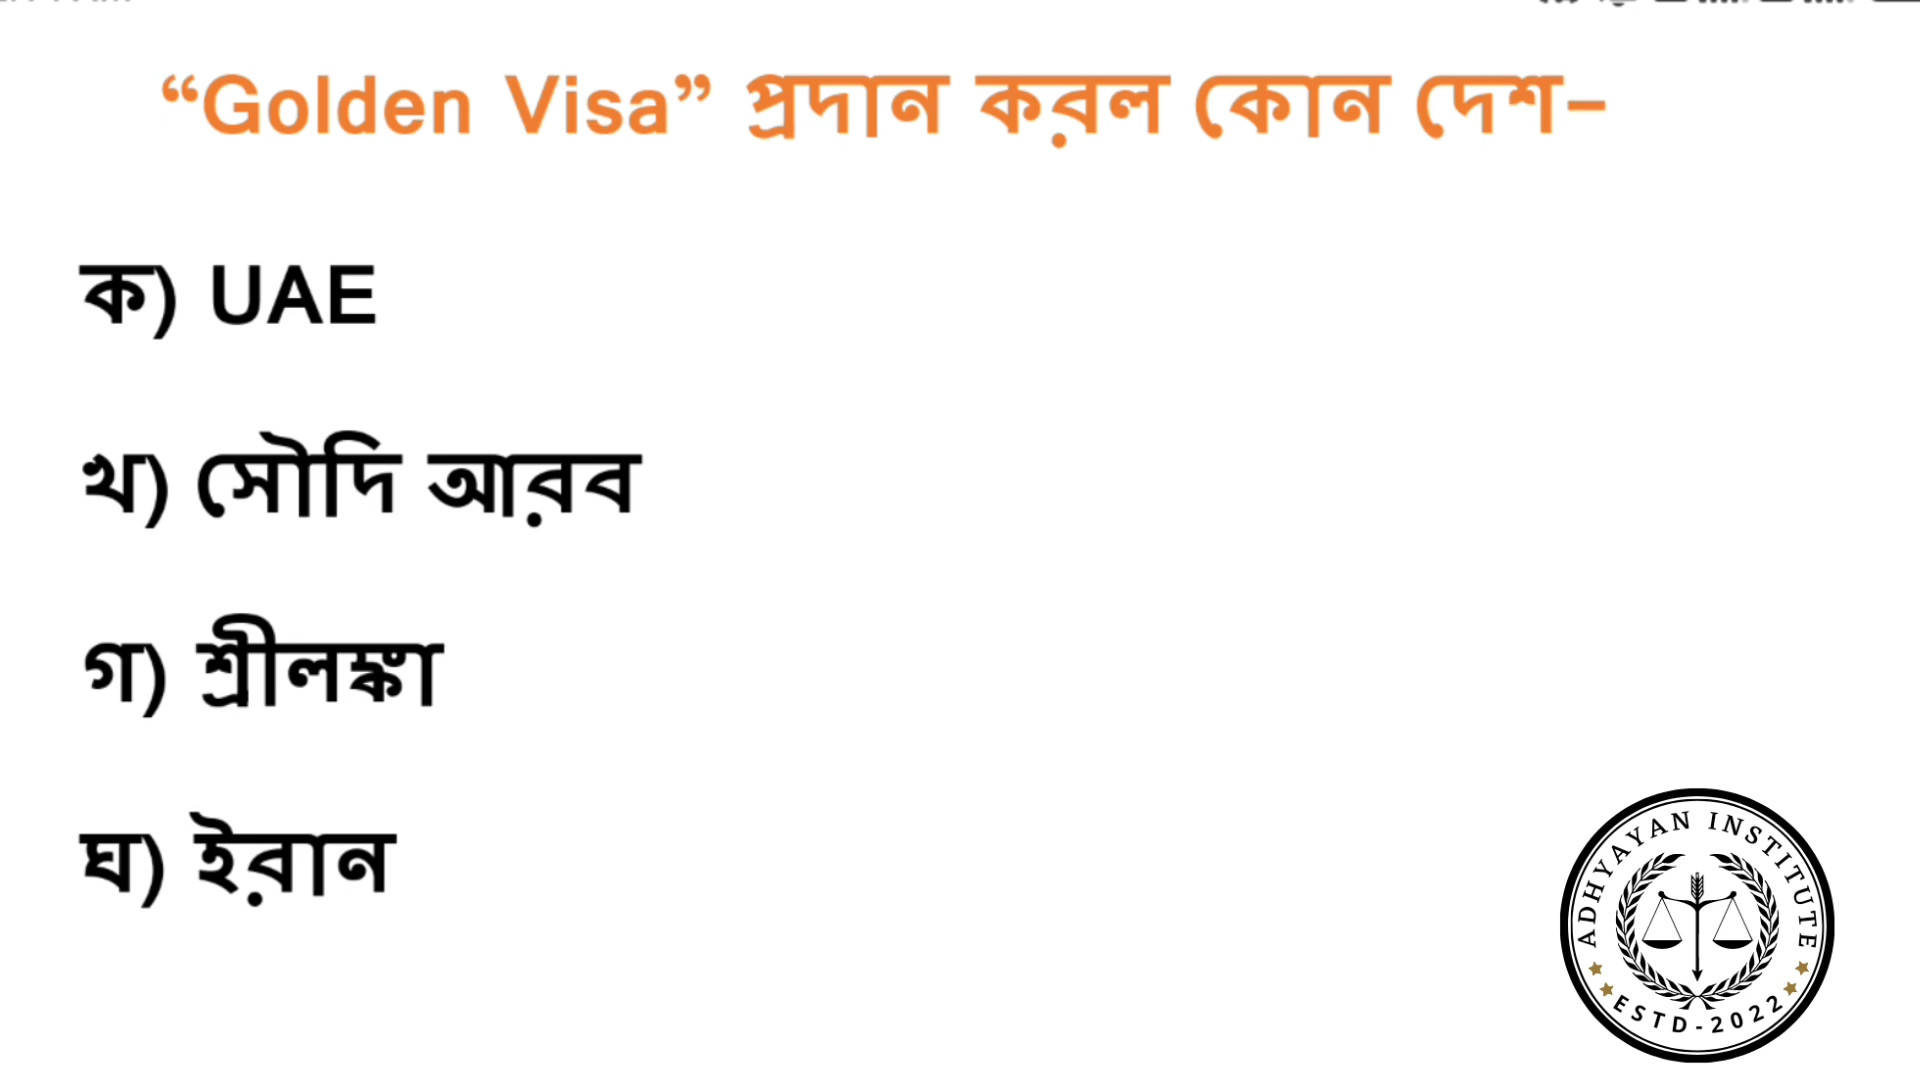 “Golden Visa” প্রদান করল কোন দেশ–
ক) UAE
খ) সৌদি আরব
গ) শ্রীলঙ্কা
ঘ) ইরান
ADHYAYAN INSTITUTE
ESTD-2022